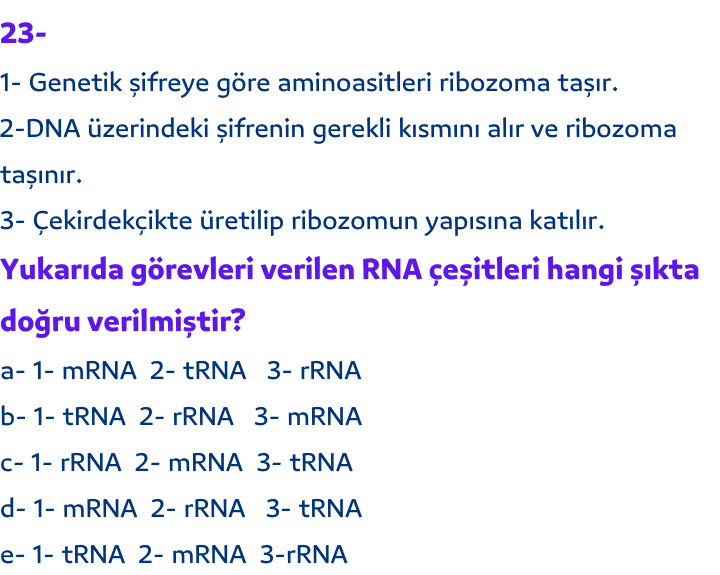 23-
1- Genetik şifreye göre aminoasitleri ribozoma taşır.
2-DNA üzerindeki şifrenin gerekli kısmını alır ve ribozoma
taşınır.
3- Çekirdekçikte üretilip ribozomun yapısına katılır.
Yukarıda görevleri verilen RNA çeşitleri hangi şıkta
doğru verilmiştir?
a- 1- mRNA 2- tRNA 3- rRNA
b- 1- tRNA 2- rRNA 3- mRNA
c- 1- rRNA 2- mRNA 3- tRNA
d- 1- mRNA 2- rRNA 3- tRNA
e- 1- tRNA 2- mRNA 3-rRNA